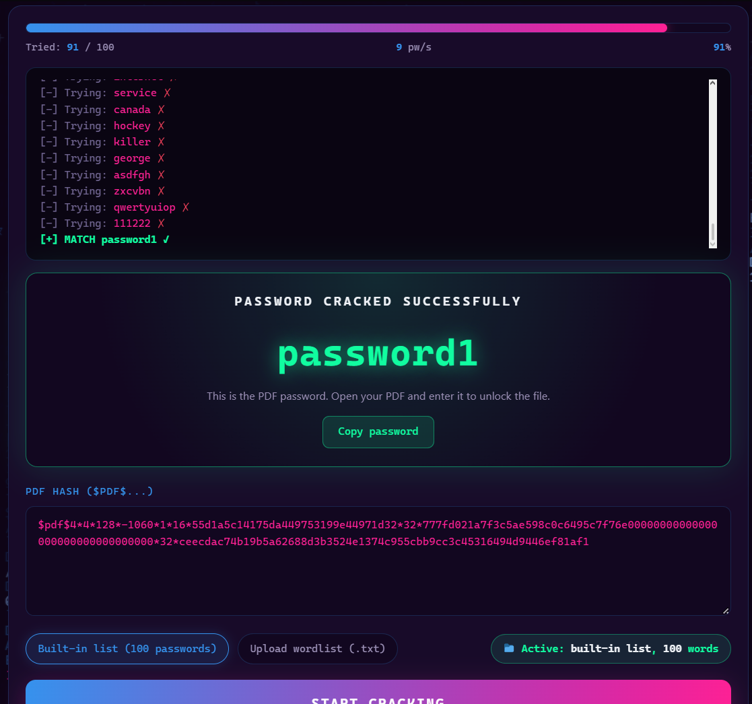 Tried: 91 / 100
9 pw/s
91%
[-] Trying: service ✗
[-] Trying: canada ✗
[-] Trying: hockey ✗
[-] Trying: killer ✗
[-] Trying: george ✗
[-] Trying: asdfgh ✗
[-] Trying: zxcvbn ✗
[-] Trying: qwertyuiop ✗
[-] Trying: 111222 ✗
[+] MATCH password1 ✓
PASSWORD CRACKED SUCCESSFULLY
password1
This is the PDF password. Open your PDF and enter it to unlock the file.
Copy password
PDF HASH ($PDF$...)
$pdf$4*4*128*-1060*1*16*55d1a5c14175da449753199e44971d32*32*777fd021a7f3c5ae598c0c6495c7f76e00000000000000
000000000000000000*32*ceecdac74b19b5a62688d3b3524e1374c955cbb9cc3c45316494d9446ef81af1
Built-in list (100 passwords)
Upload wordlist (.txt)
Active: built-in list, 100 words
START CRACKING